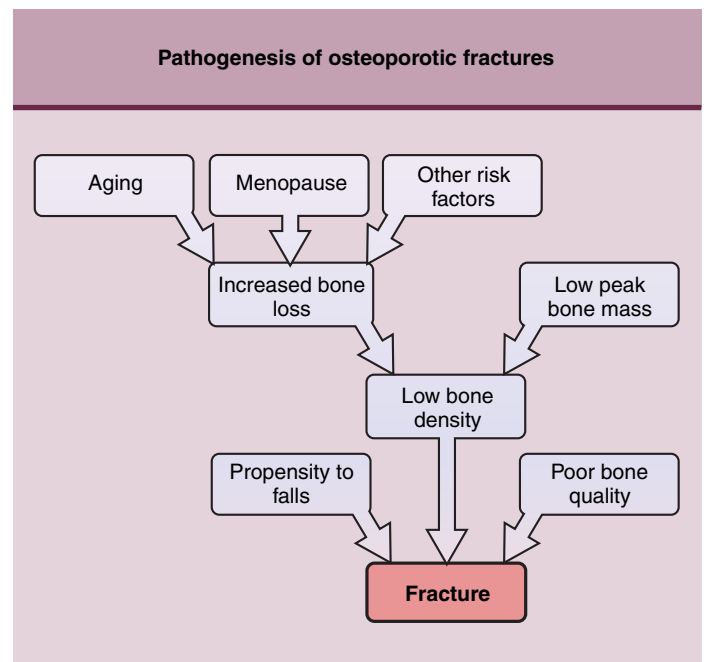 Pathogenesis of osteoporotic fractures
Aging
Menopause
Other risk
factors
Increased bone
loss
Low peak
bone mass
Low bone
density
Propensity to
falls
Poor bone
quality
Fracture